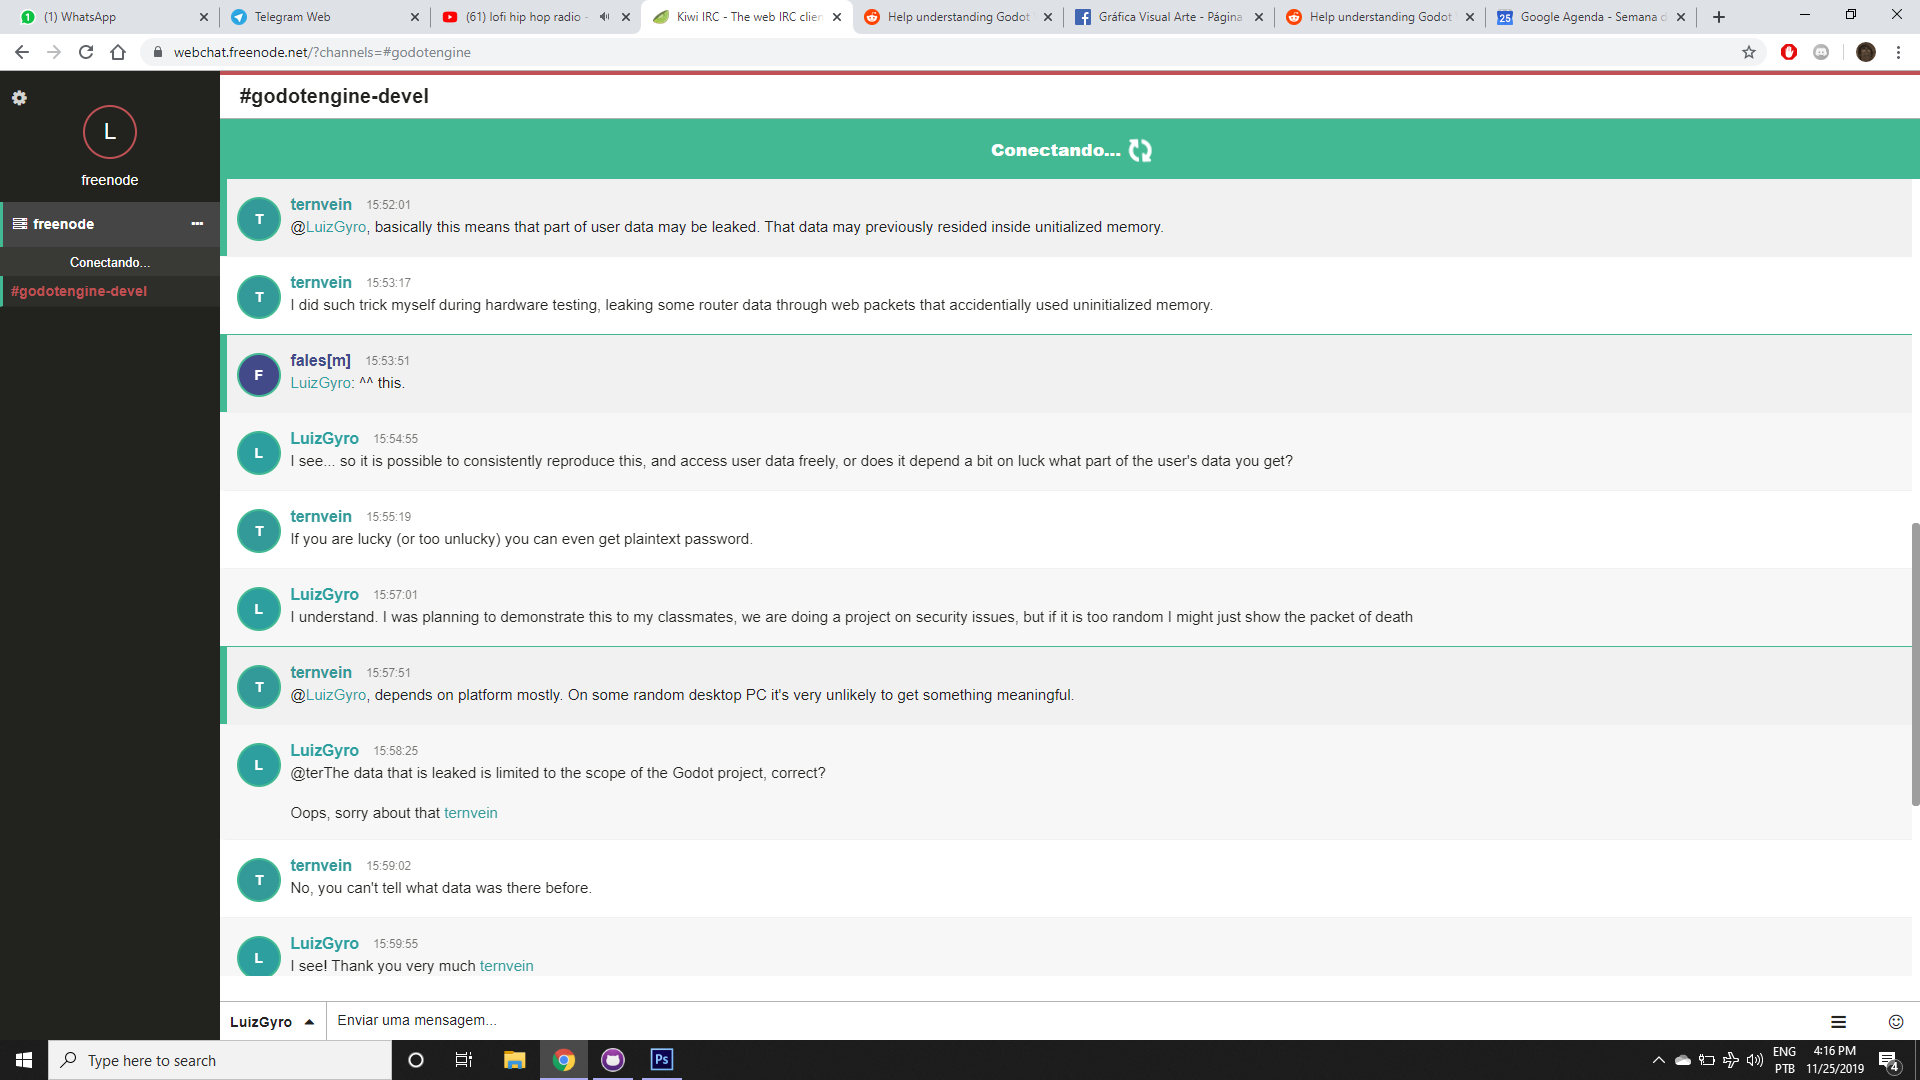 (1) WhatsApp
Telegram Web
(61) lofi hip hop radio -
Kiwi IRC - The web IRC clien
Help understanding Godot
Gráfica Visual Arte - Página
Help understanding Godot
25
Google Agenda - Semana d
webchat.freenode.net/?channels=#godotengine
L
freenode
freenode
Conectando...
#godotengine-devel
#godotengine-devel
Conectando...
T
ternvein 15:52:01
@LuizGyro, basically this means that part of user data may be leaked. That data may previously resided inside unitialized memory.
T
ternvein 15:53:17
I did such trick myself during hardware testing, leaking some router data through web packets that accidentially used uninitialized memory.
F
fales[m] 15:53:51
LuizGyro: ^^ this.
L
LuizGyro 15:54:55
I see... so it is possible to consistently reproduce this, and access user data freely, or does it depend a bit on luck what part of the user's data you get?
T
ternvein 15:55:19
If you are lucky (or too unlucky) you can even get plaintext password.
L
LuizGyro 15:57:01
I understand. I was planning to demonstrate this to my classmates, we are doing a project on security issues, but if it is too random I might just show the packet of death
T
ternvein 15:57:51
@LuizGyro, depends on platform mostly. On some random desktop PC it's very unlikely to get something meaningful.
L
LuizGyro 15:58:25
@terThe data that is leaked is limited to the scope of the Godot project, correct?
Oops, sorry about that ternvein
T
ternvein 15:59:02
No, you can't tell what data was there before.
L
LuizGyro 15:59:55
I see! Thank you very much ternvein
LuizGyro
Enviar uma mensagem...
Type here to search
Ps
ENG
PTB
4:16 PM
11/25/2019
4